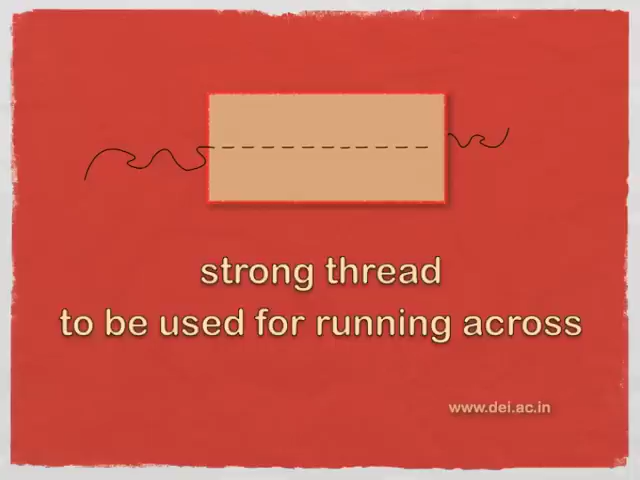 strong thread
to be used for running across
www.dei.ac.in